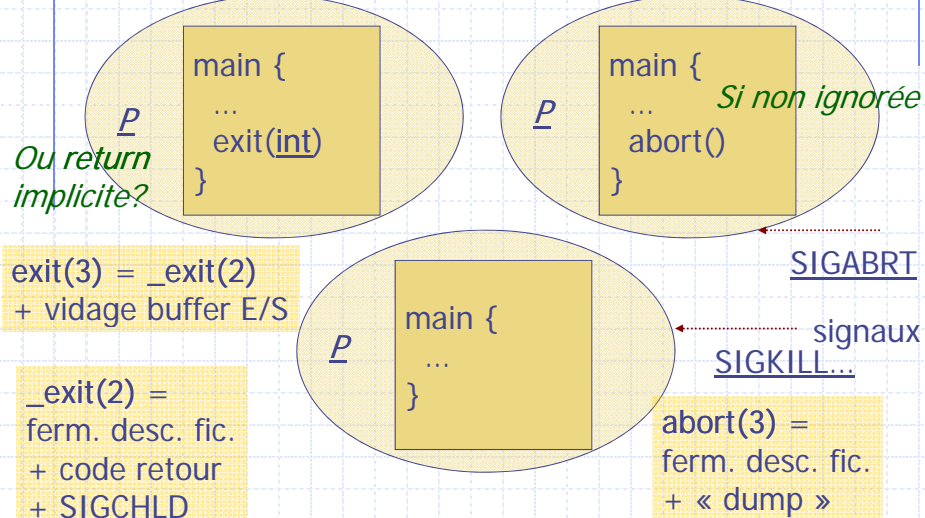 main {
...
exit(int)
}
P
Ou return
implicite?
main {
...
abort()
}
P
Si non ignorée
SIGABRT
exit(3) = _exit(2)
+ vidage buffer E/S
P
main {
...
}
signaux
SIGKILL...
_exit(2) =
ferm. desc. fic.
+ code retour
+ SIGCHLD
abort(3) =
ferm. desc. fic.
+ « dump »